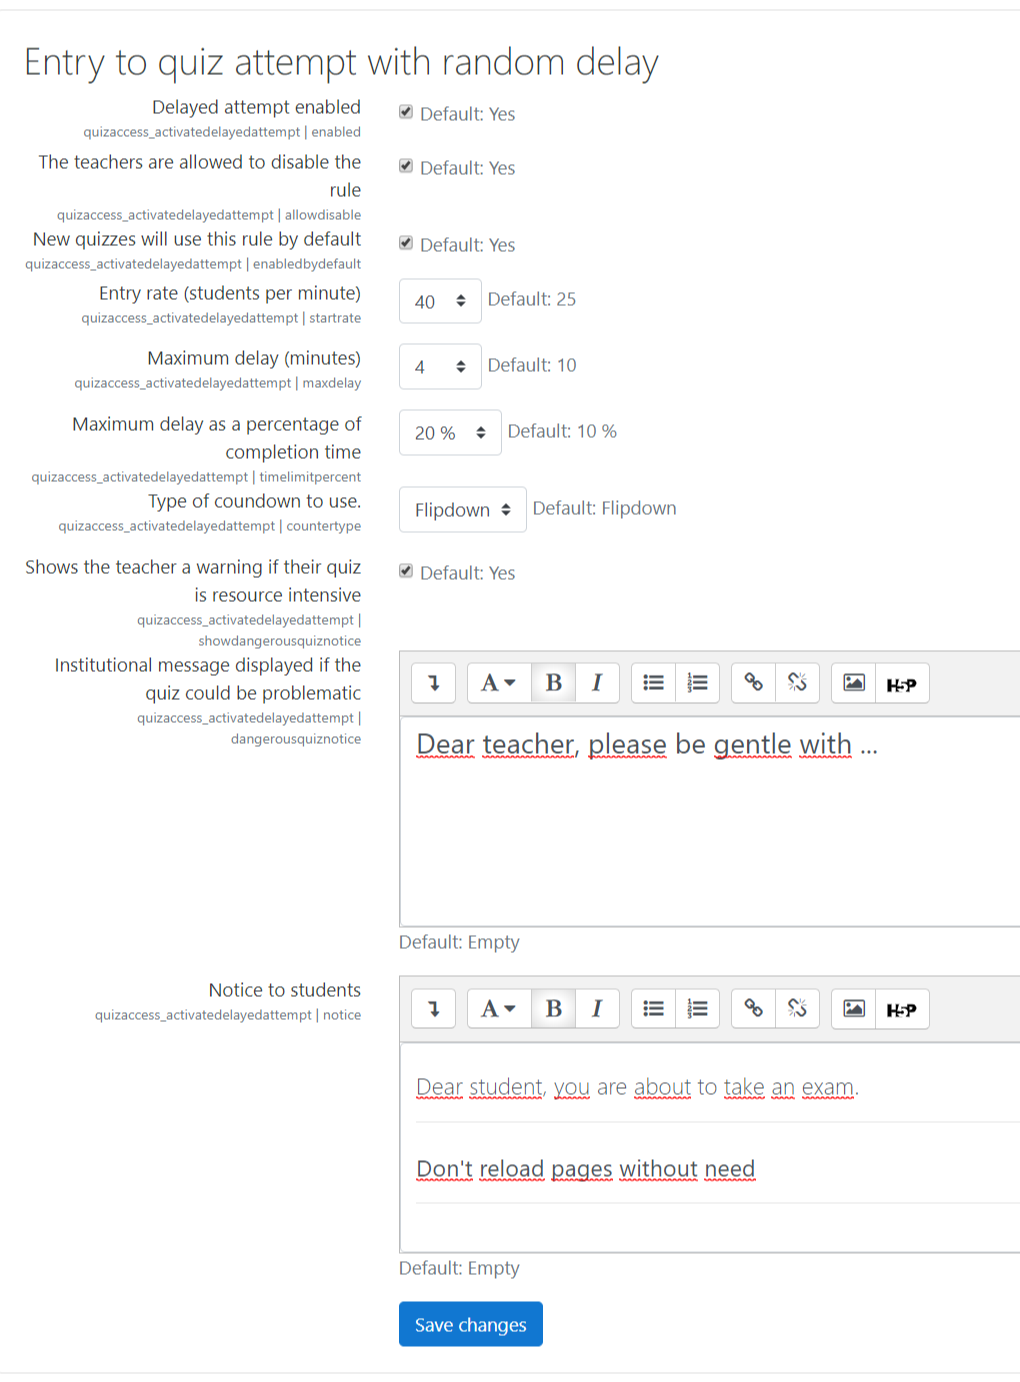 Entry to quiz attempt with random delay
Delayed attempt enabled
quizaccess_activatedelayedattempt | enabled
Default: Yes
The teachers are allowed to disable the
rule
quizaccess_activatedelayedattempt | allowdisable
Default: Yes
New quizzes will use this rule by default
quizaccess_activatedelayedattempt | enabledbydefault
Default: Yes
Entry rate (students per minute)
quizaccess_activatedelayedattempt | startrate
40 Default: 25
Maximum delay (minutes)
quizaccess_activatedelayedattempt | maxdelay
4 Default: 10
Maximum delay as a percentage of
completion time
quizaccess_activatedelayedattempt | timelimitpercent
20 % Default: 10 %
Type of coundown to use.
quizaccess_activatedelayedattempt | countertype
Flipdown Default: Flipdown
Shows the teacher a warning if their quiz
is resource intensive
quizaccess_activatedelayedattempt |
showdangerousquiznotice
Default: Yes
Institutional message displayed if the
quiz could be problematic
quizaccess_activatedelayedattempt |
dangerousquiznotice
A B I H5P
Dear teacher, please be gentle with ...
Default: Empty
Notice to students
quizaccess_activatedelayedattempt | notice
A B I H5P
Dear student, you are about to take an exam.
Don't reload pages without need
Default: Empty
Save changes